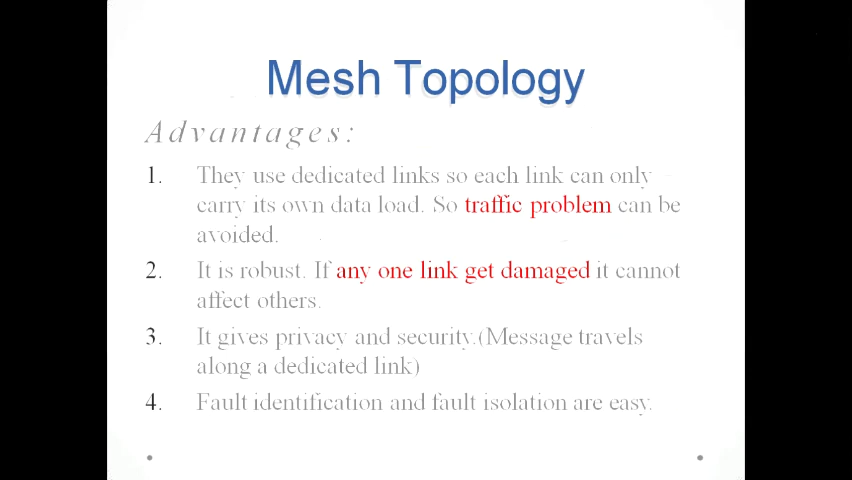 Mesh Topology
Advantages:
1. They use dedicated links so each link can only
carry its own data load. So traffic problem can be
avoided.
2. It is robust. If any one link get damaged it cannot
affect others.
3. It gives privacy and security.(Message travels
along a dedicated link)
4. Fault identification and fault isolation are easy.